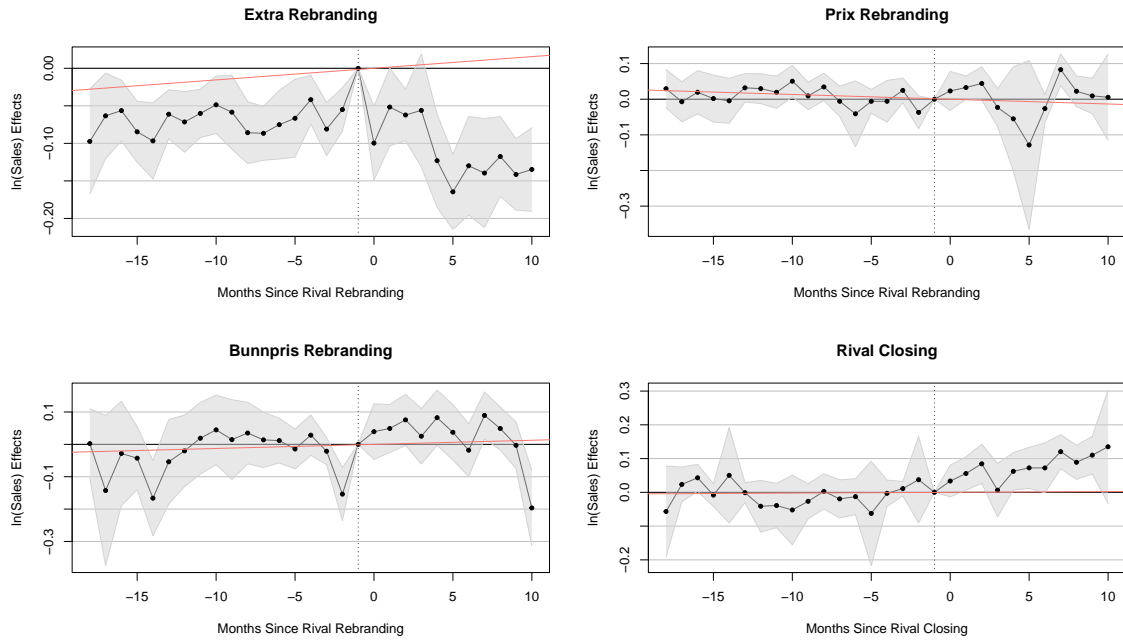 Extra Rebranding
ln(Sales) Effects
0.00
−0.10
−0.20
−15 −10 −5 0 5 10
Months Since Rival Rebranding
Prix Rebranding
ln(Sales) Effects
0.1
0.0
−0.1
−0.3
−15 −10 −5 0 5 10
Months Since Rival Rebranding
Bunnpris Rebranding
ln(Sales) Effects
0.1
−0.1
−0.3
−15 −10 −5 0 5 10
Months Since Rival Rebranding
Rival Closing
ln(Sales) Effects
0.3
0.2
0.1
0.0
−0.2
−15 −10 −5 0 5 10
Months Since Rival Closing